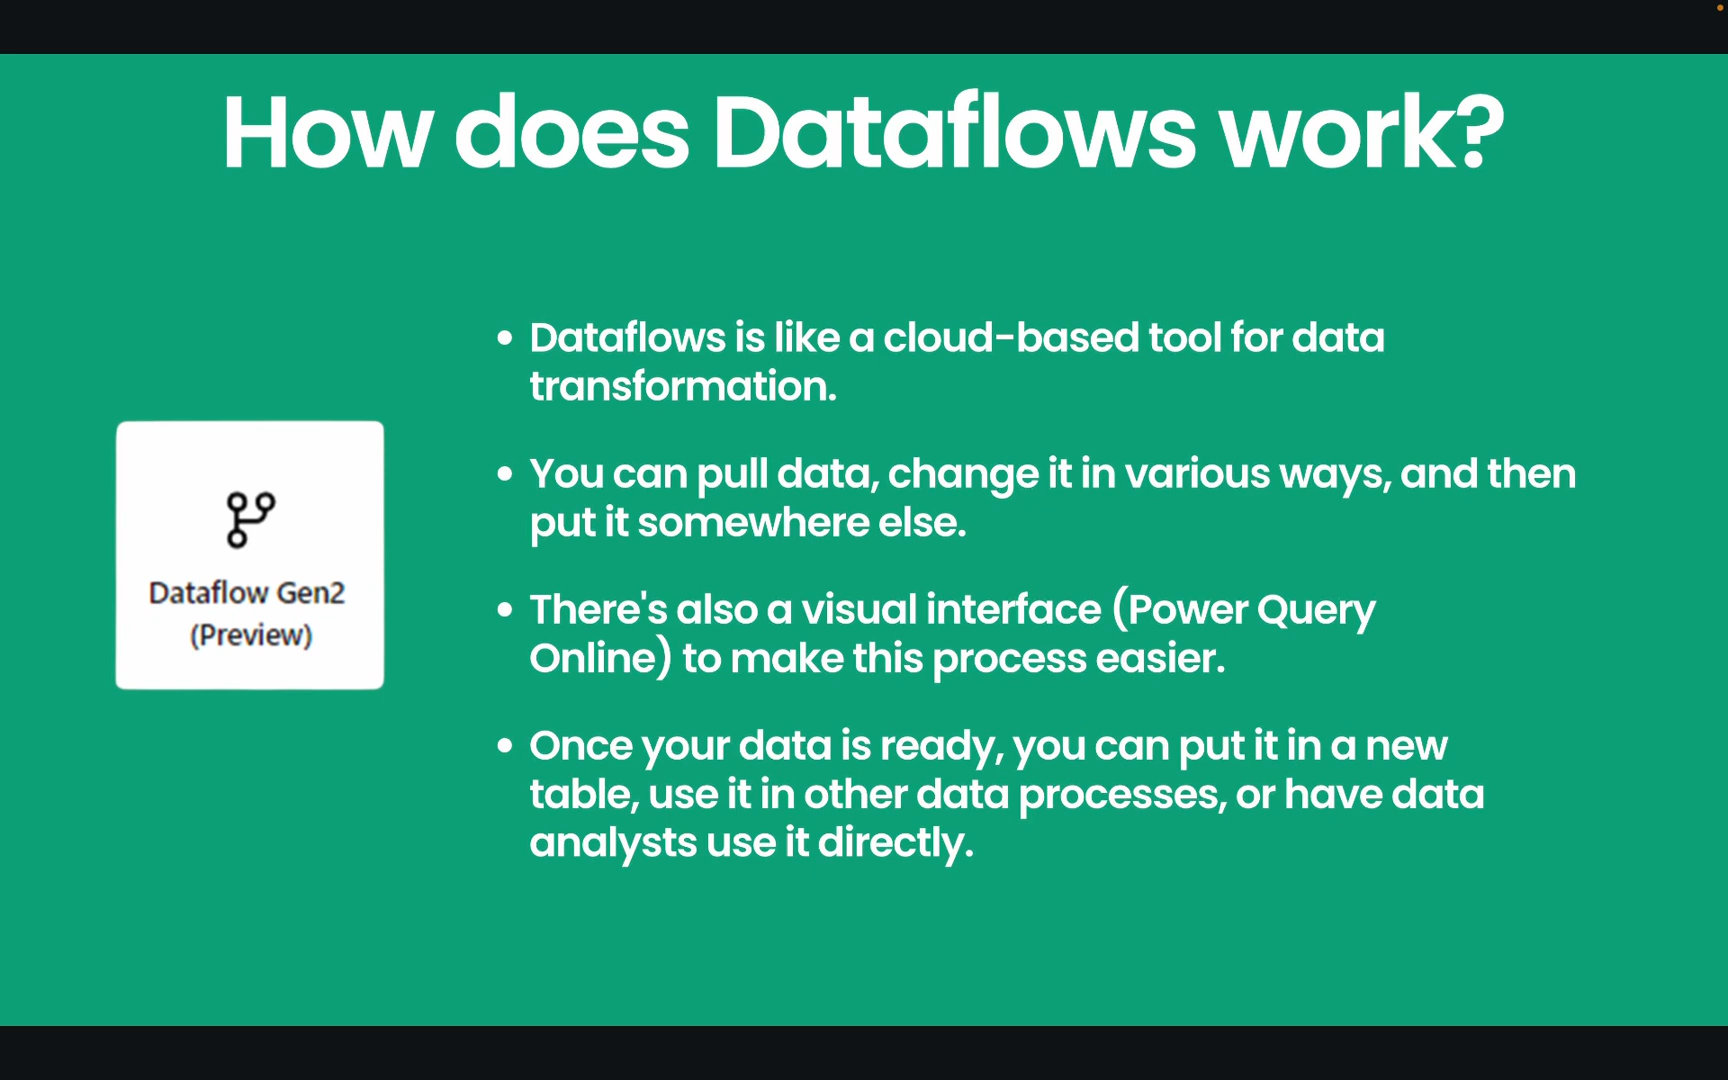 How does Dataflows work?
• Dataflows is like a cloud-based tool for data
transformation.
• You can pull data, change it in various ways, and then
put it somewhere else.
• There's also a visual interface (Power Query
Online) to make this process easier.
• Once your data is ready, you can put it in a new
table, use it in other data processes, or have data
analysts use it directly.
Dataflow Gen2
(Preview)